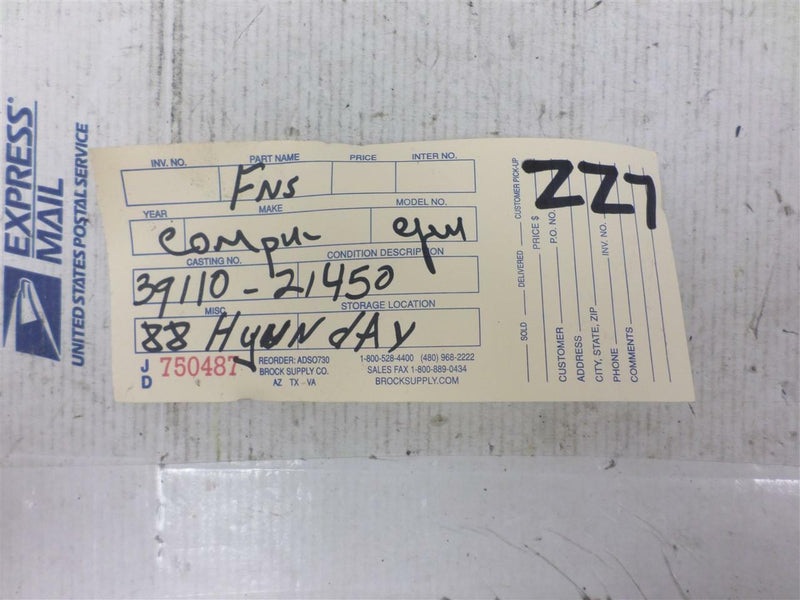 EXPRESS
MAIL
UNITED STATES POSTAL SERVICE
INV. NO. PART NAME PRICE INTER NO.
FNS
YEAR MAKE MODEL NO.
Compu
CASTING NO. CONDITION DESCRIPTION
39110-21450
MISC STORAGE LOCATION
88 HyuNdAy
JD 750487
REORDER: ADSO730
BROCK SUPPLY CO.
AZ TX - VA
1-800-528-4400 (480) 968-2222
SALES FAX 1-800-889-0434
BROCKSUPPLY.COM
SOLD DELIVERED CUSTOMER PICK-UP
PRICE $
P.O. NO.
CUSTOMER
ADDRESS
CITY, STATE, ZIP INV. NO.
PHONE
COMMENTS
ZZ7